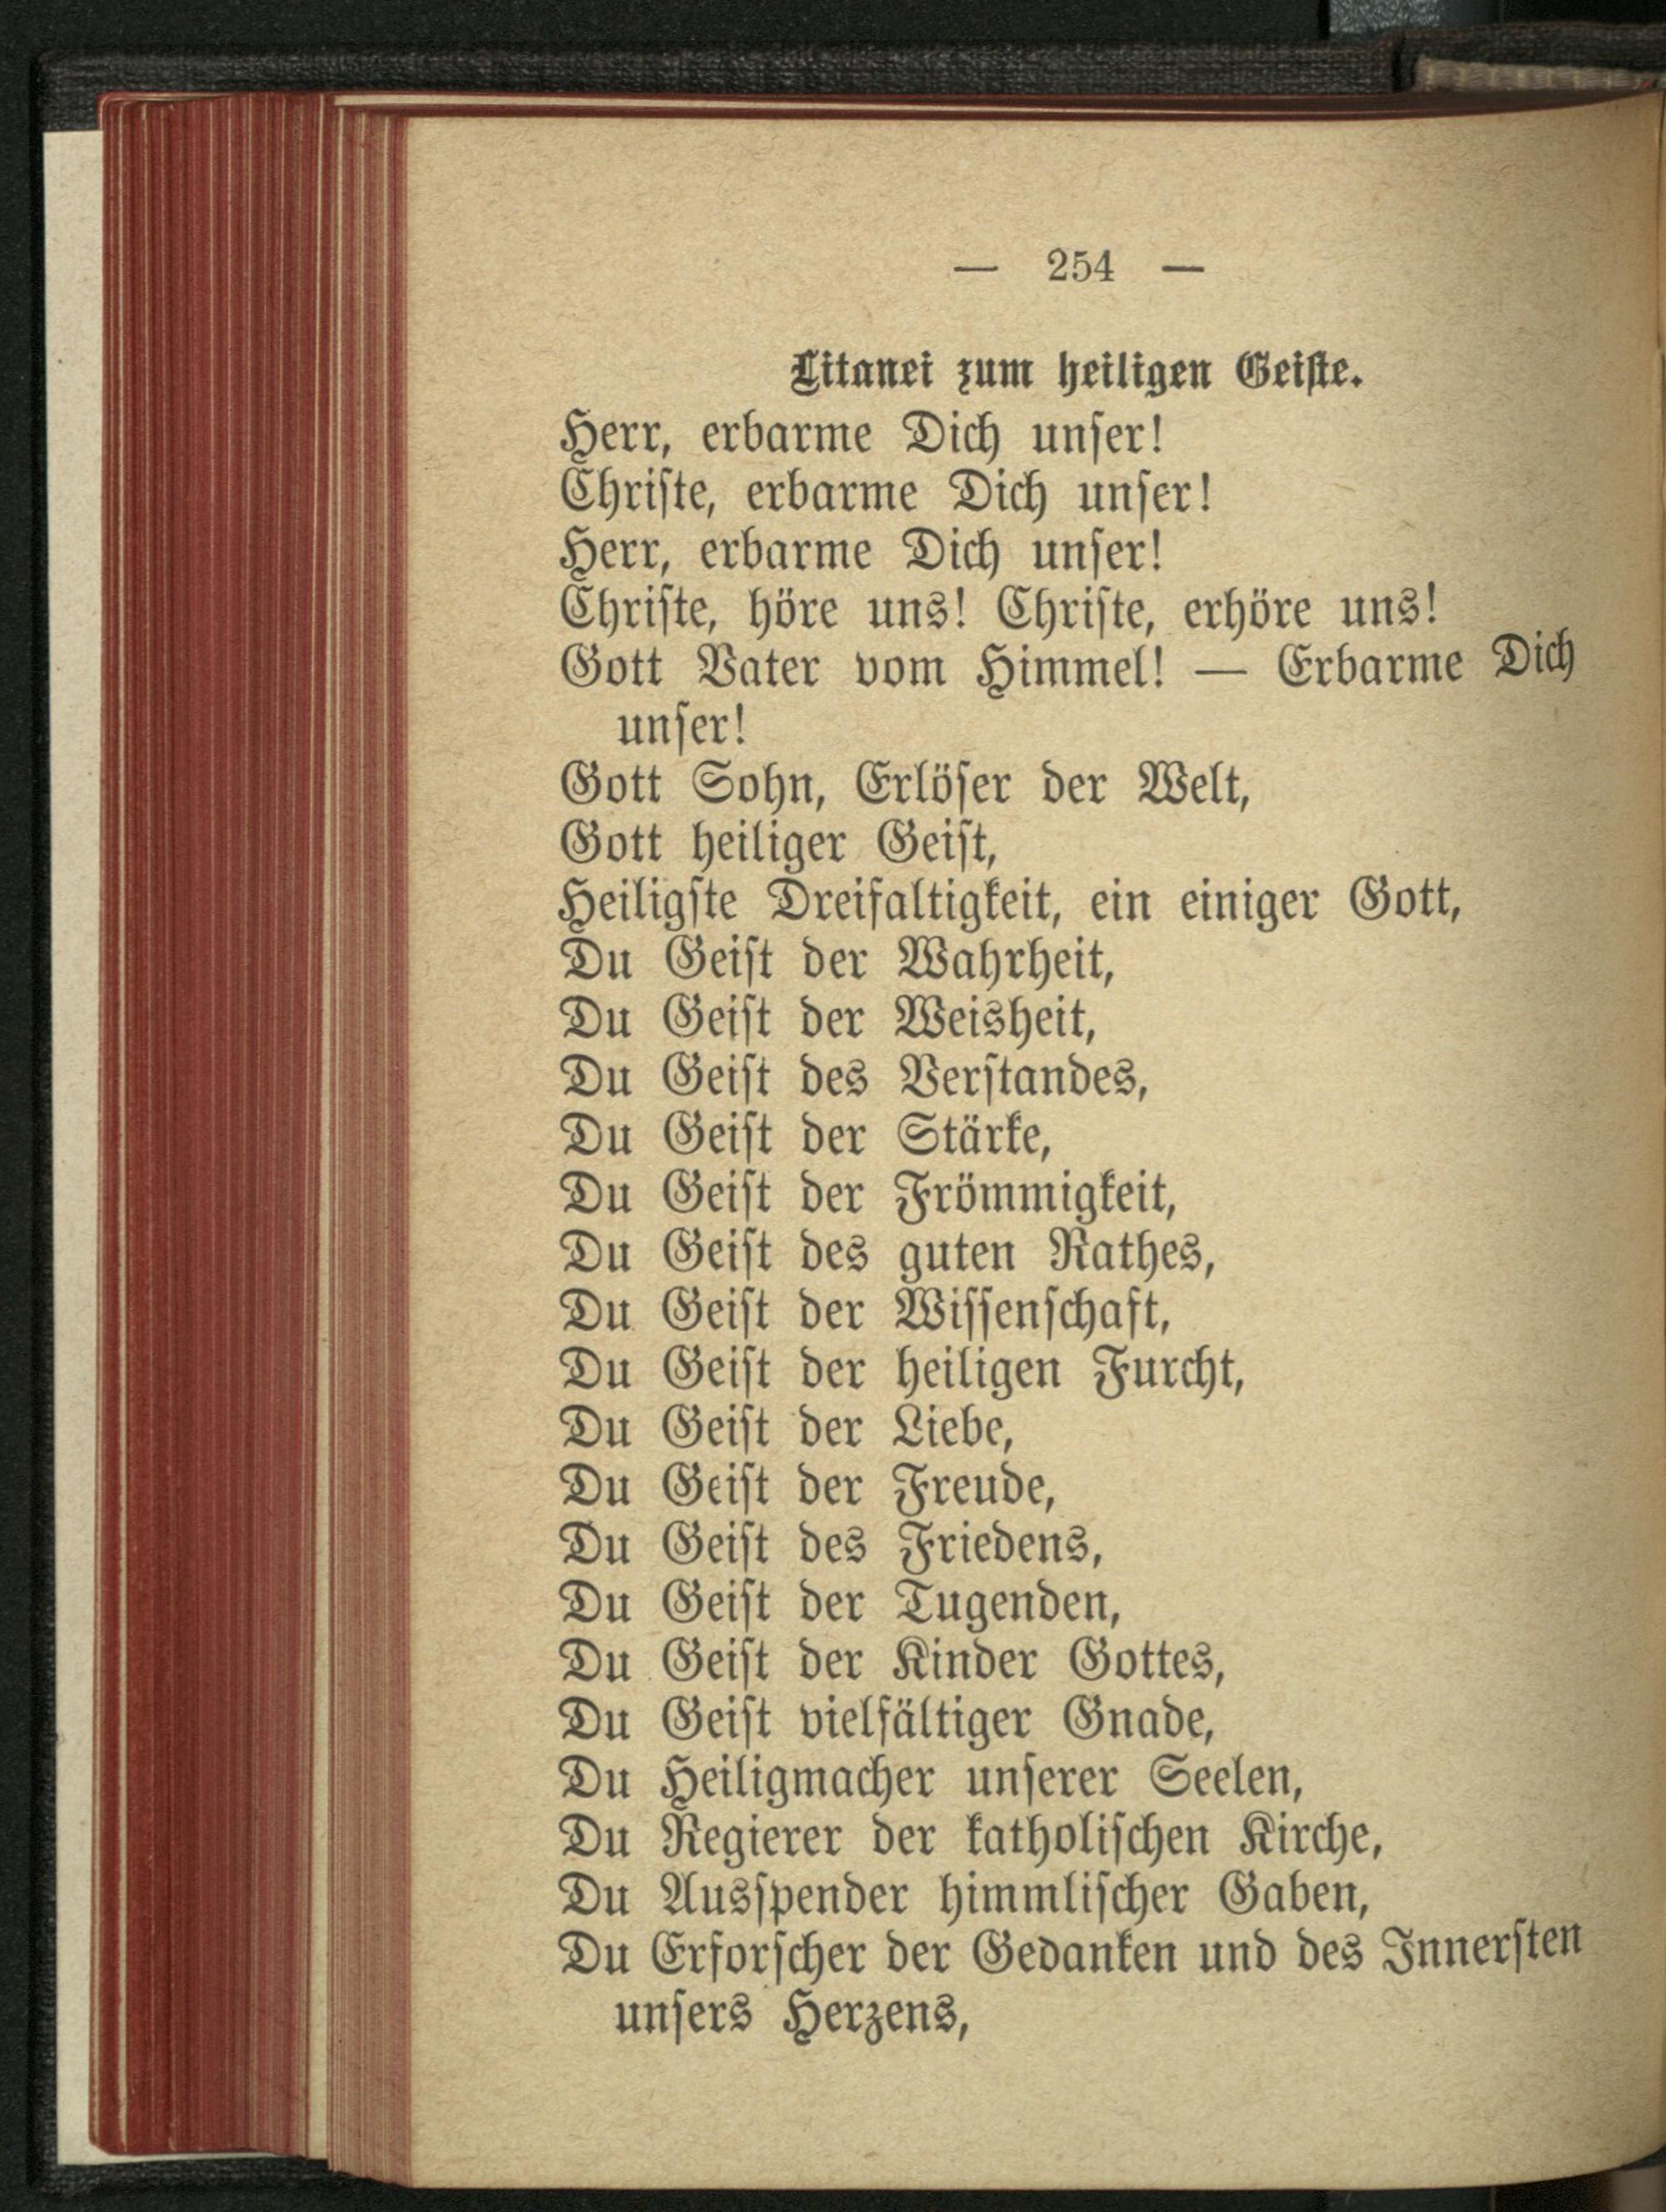 — 254 —
Litanei zum heiligen Geiſte.
Herr, erbarme Dich unſer!
Chriſte, erbarme Dich unſer!
Herr, erbarme Dich unſer!
Chriſte, höre uns! Chriſte, erhöre uns!
Gott Vater vom Himmel! — Erbarme Dich
unſer!
Gott Sohn, Erlöſer der Welt,
Gott heiliger Geiſt,
Heiligſte Dreifaltigkeit, ein einiger Gott,
Du Geiſt der Wahrheit,
Du Geiſt der Weisheit,
Du Geiſt des Verſtandes,
Du Geiſt der Stärke,
Du Geiſt der Frömmigkeit,
Du Geiſt des guten Rathes,
Du Geiſt der Wiſſenſchaft,
Du Geiſt der heiligen Furcht,
Du Geiſt der Liebe,
Du Geiſt der Freude,
Du Geiſt des Friedens,
Du Geiſt der Tugenden,
Du Geiſt der Kinder Gottes,
Du Geiſt vielfältiger Gnade,
Du Heiligmacher unſerer Seelen,
Du Regierer der katholiſchen Kirche,
Du Ausſpender himmliſcher Gaben,
Du Erforſcher der Gedanken und des Innerſten
unſers Herzens,